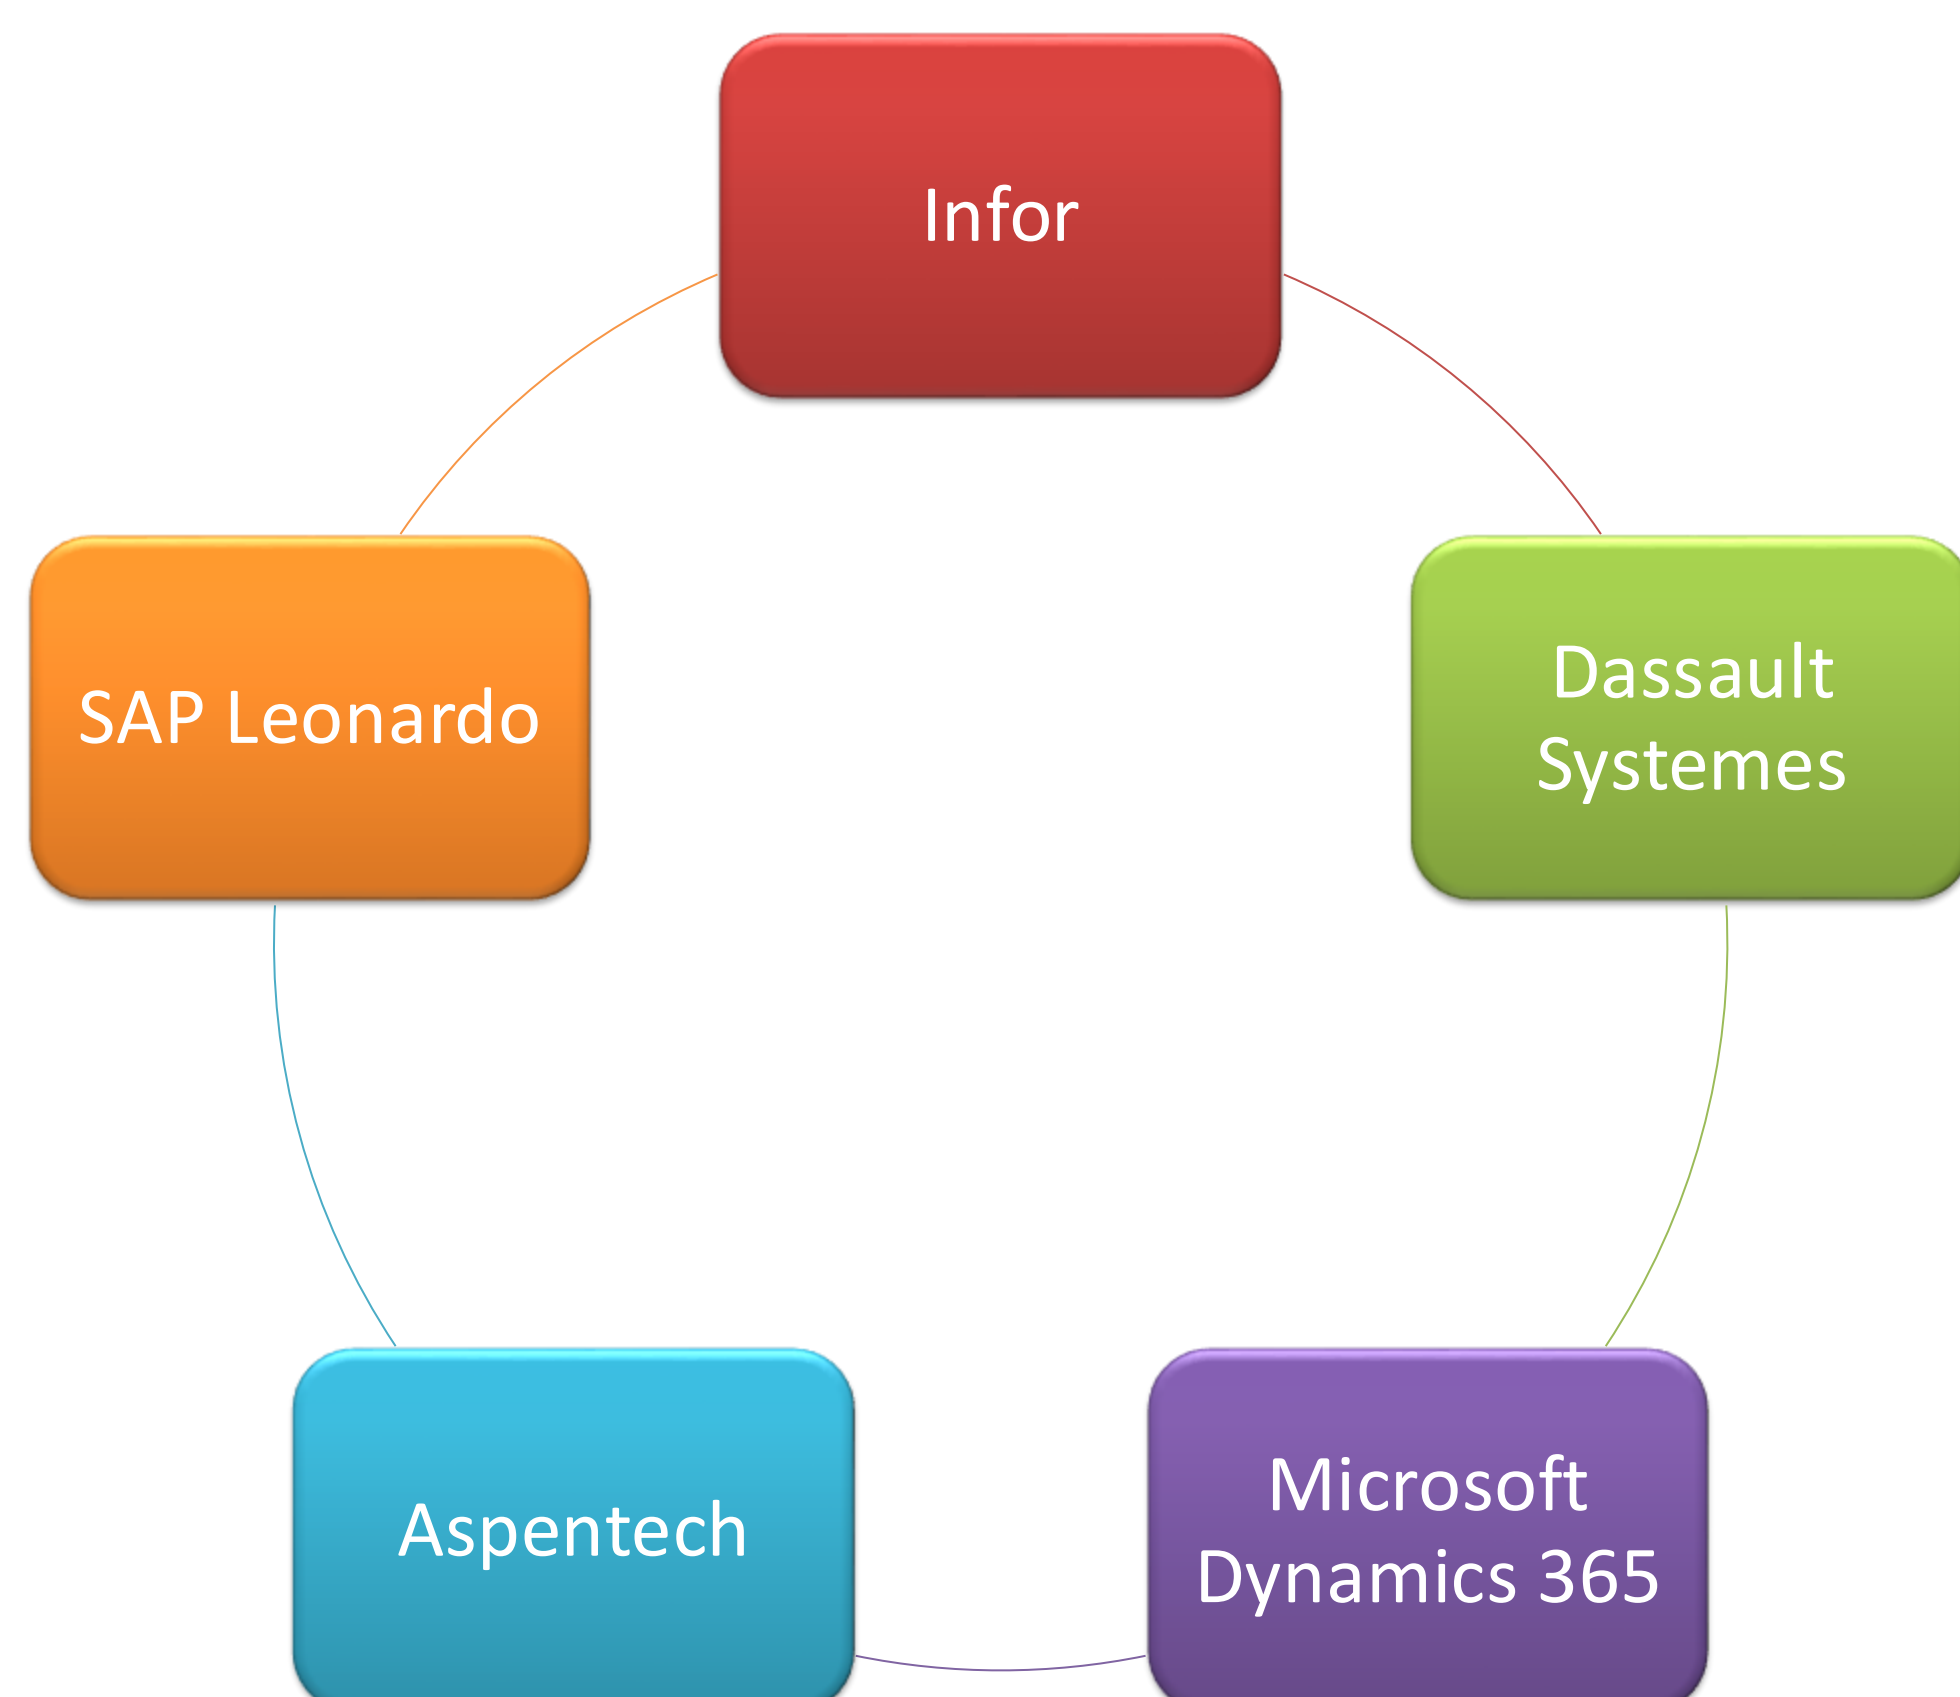 Infor
SAP Leonardo
Dassault
Systemes
Aspentech
Microsoft
Dynamics 365